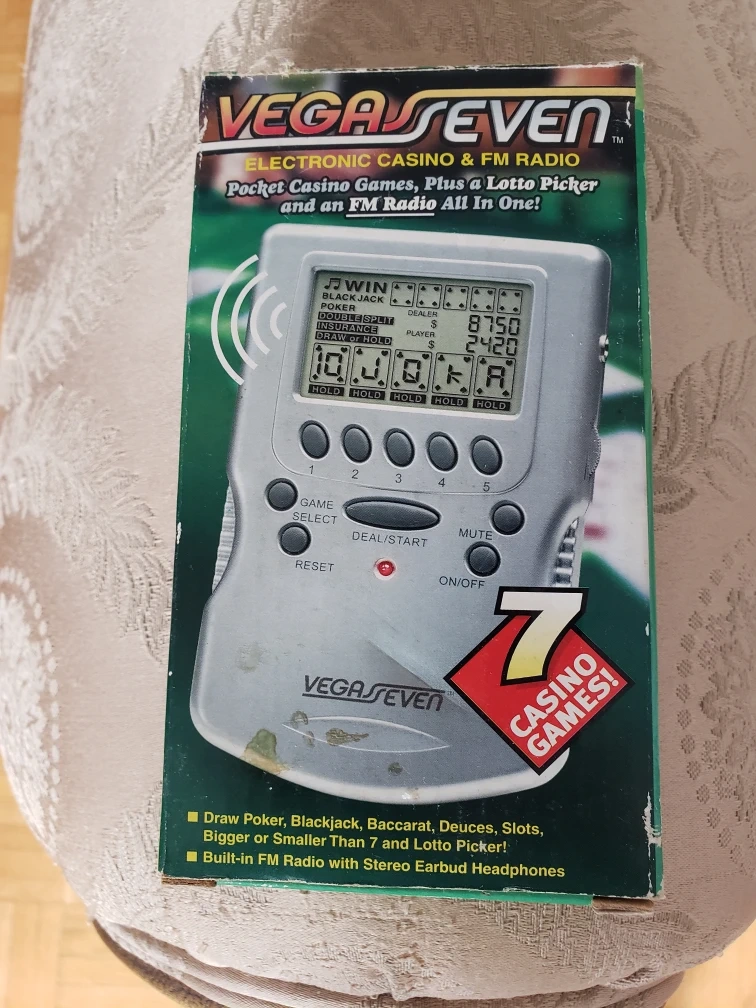 VEGASSEVEN™
ELECTRONIC CASINO & FM RADIO
Pocket Casino Games, Plus a Lotto Picker
and an FM Radio All In One!
WIN
BLACKJACK
POKER
DEALER
DOUBLE SPLIT
$ 8750
INSURANCE
PLAYER
DRAW or HOLD
$ 2420
10 J Q K A
HOLD HOLD HOLD HOLD HOLD
1 2 3 4 5
GAME
SELECT
DEAL/START
MUTE
RESET
ON/OFF
7
CASINO
GAMES!
VEGASSEVEN™
■ Draw Poker, Blackjack, Baccarat, Deuces, Slots,
Bigger or Smaller Than 7 and Lotto Picker!
■ Built-in FM Radio with Stereo Earbud Headphones